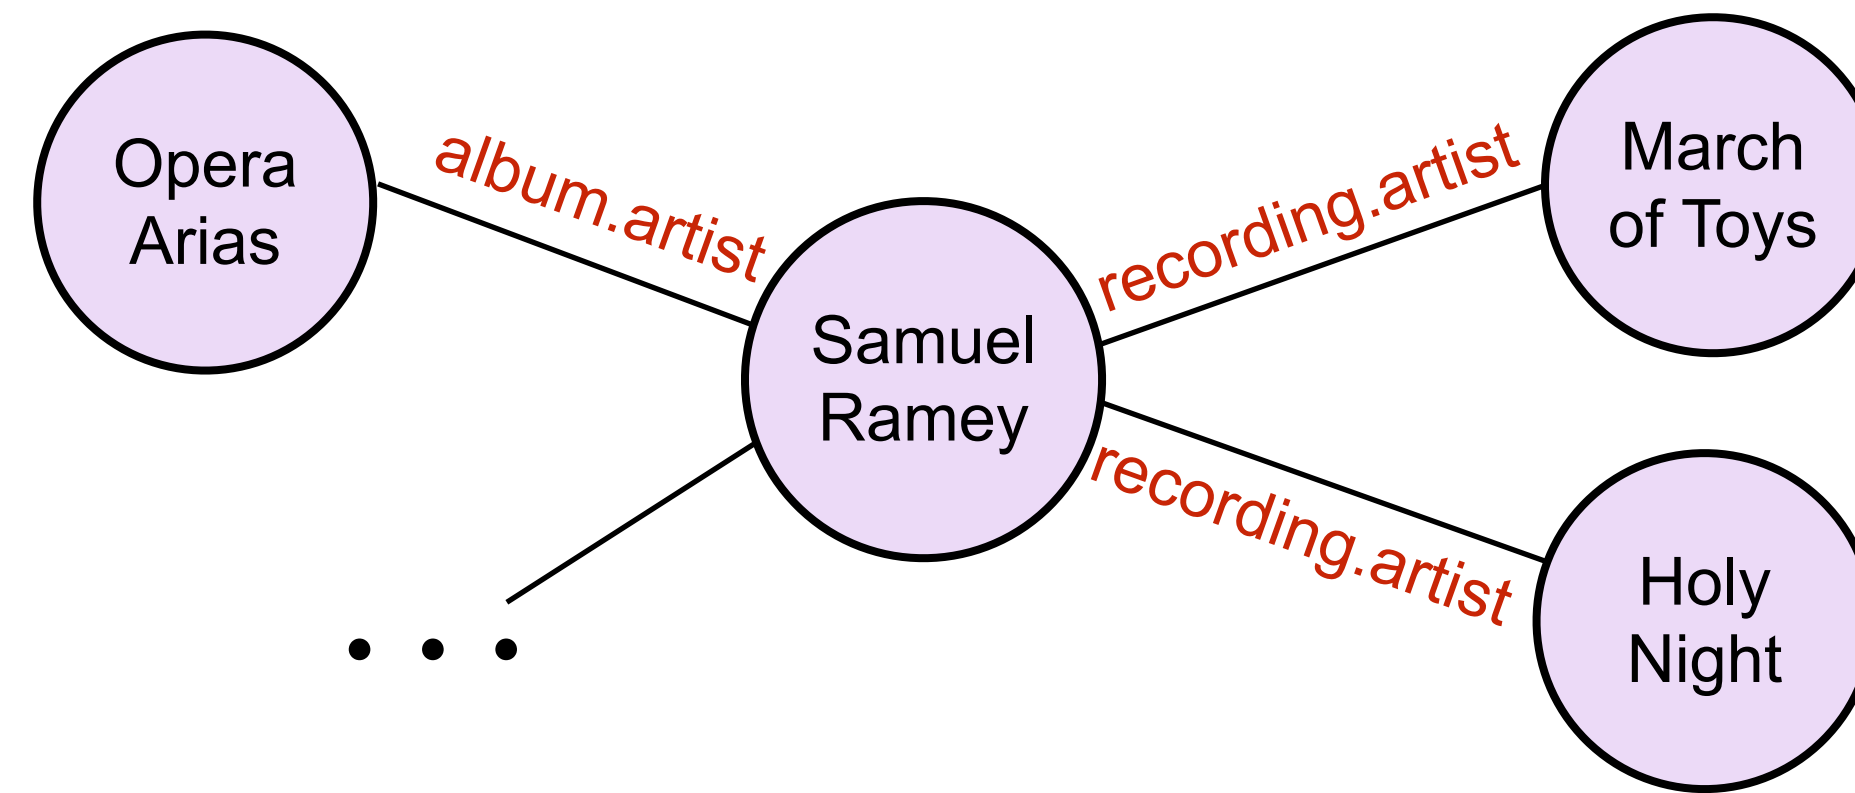 Opera
Arias
album.artist
Samuel
Ramey
recording.artist
March
of Toys
recording.artist
Holy
Night
• • •